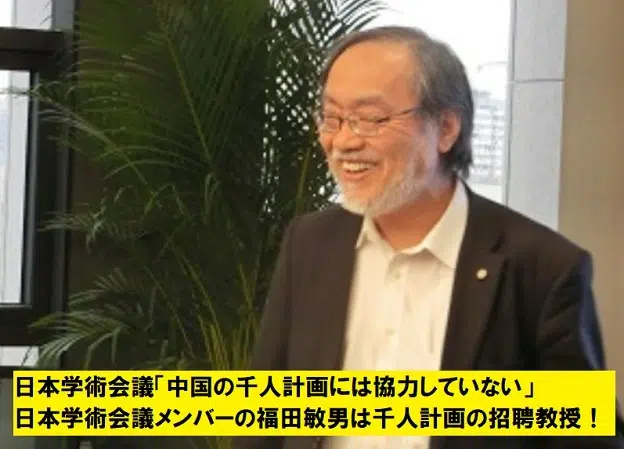 日本学術会議「中国の千人計画には協力していない」
日本学術会議メンバーの福田敏男は千人計画の招聘教授！